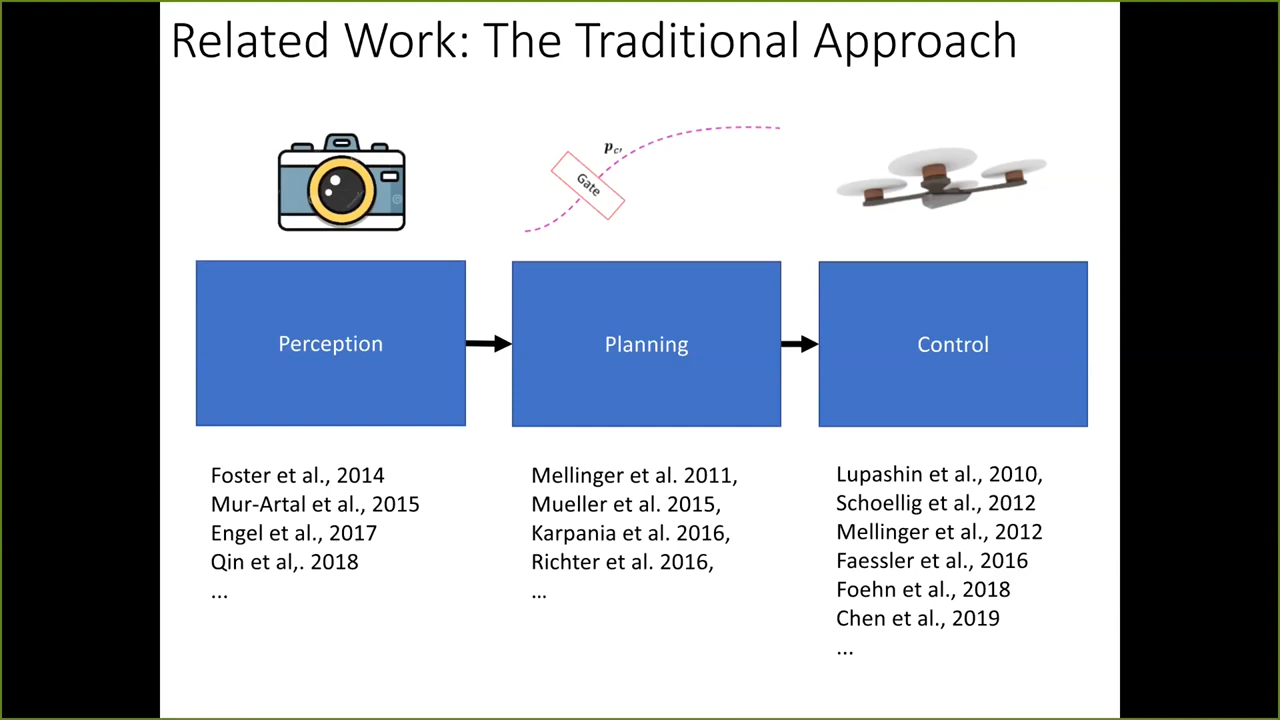 Related Work: The Traditional Approach
p_c,
Gate
Perception
Planning
Control
Foster et al., 2014
Mur-Artal et al., 2015
Engel et al., 2017
Qin et al,. 2018
...
Mellinger et al. 2011,
Mueller et al. 2015,
Karpania et al. 2016,
Richter et al. 2016,
...
Lupashin et al., 2010,
Schoellig et al., 2012
Mellinger et al., 2012
Faessler et al., 2016
Foehn et al., 2018
Chen et al., 2019
...